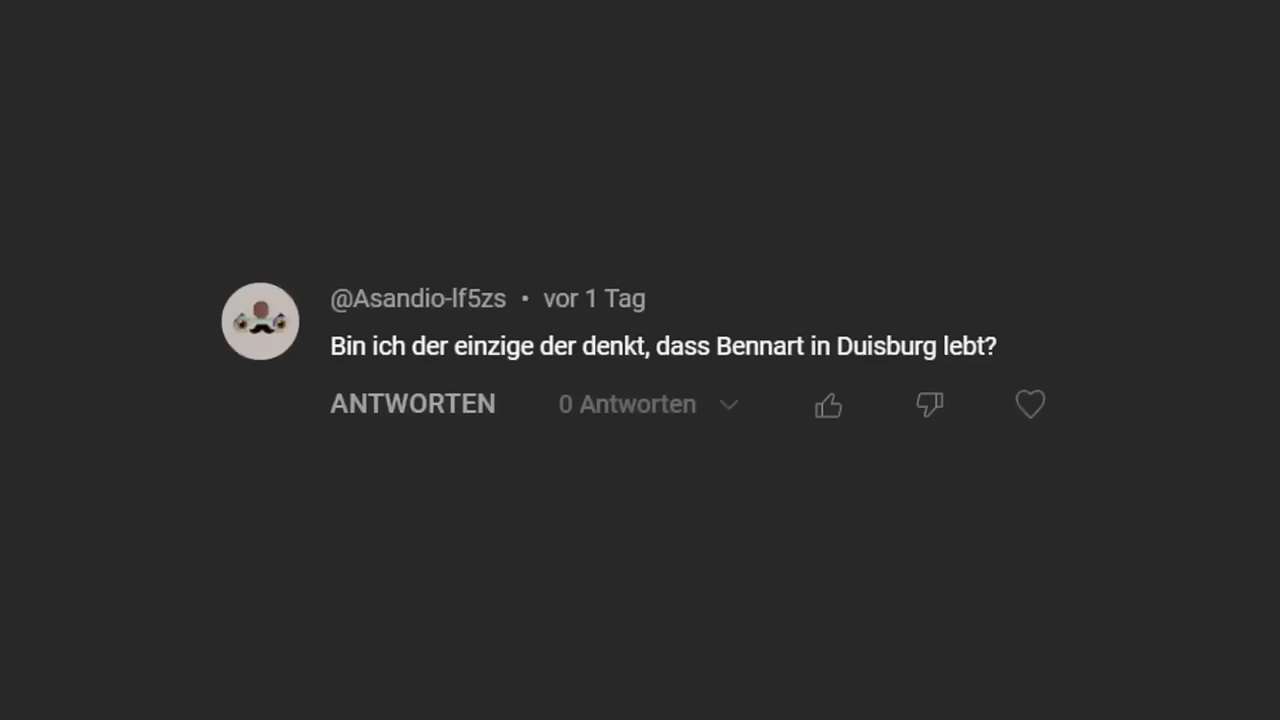 @Asandio-lf5zs • vor 1 Tag
Bin ich der einzige der denkt, dass Bennart in Duisburg lebt?
ANTWORTEN 0 Antworten